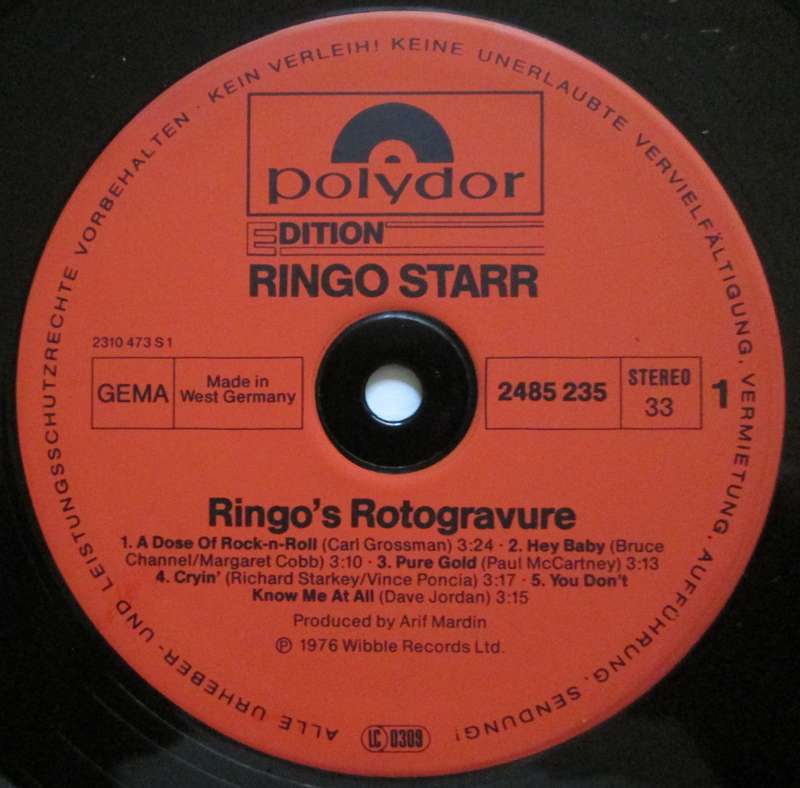 ALLE URHEBER- UND LEISTUNGSSCHUTZRECHTE VORBEHALTEN · KEIN VERLEIH! KEINE UNERLAUBTE VERVIELFÄLTIGUNG, VERMIETUNG, AUFFÜHRUNG, SENDUNG!
polydor
EDITION
RINGO STARR
2310 473 S 1
GEMA
Made in
West Germany
2485 235
STEREO
33
1
Ringo's Rotogravure
1. A Dose Of Rock-n-Roll (Carl Grossman) 3:24 · 2. Hey Baby (Bruce
Channel/Margaret Cobb) 3:10 · 3. Pure Gold (Paul McCartney) 3:13
4. Cryin' (Richard Starkey/Vince Poncia) 3:17 · 5. You Don't
Know Me At All (Dave Jordan) 3:15
Produced by Arif Mardin
℗ 1976 Wibble Records Ltd.
LC 0309